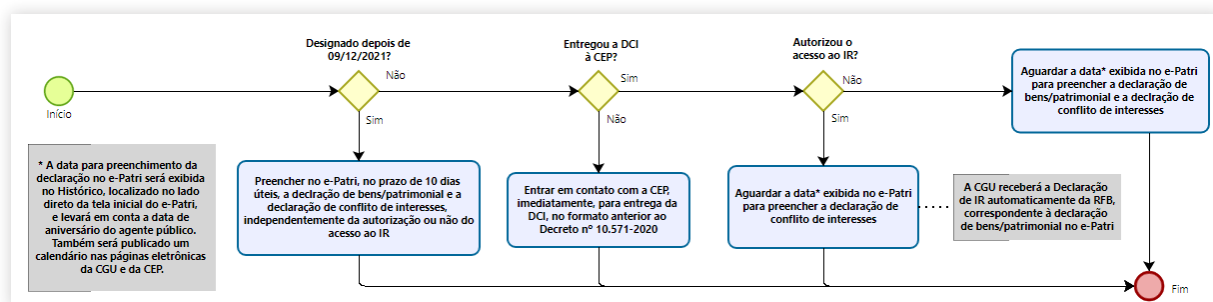 Designado depois de
09/12/2021?
Entregou a DCI
à CEP?
Autorizou o
acesso ao IR?
Não
Sim
Não
Início
Sim
Não
Sim
Aguardar a data* exibida no e-Patri
para preencher a declaração de
bens/patrimonial e a declração de
conflito de interesses
* A data para preenchimento da
declaração no e-Patri será exibida
no Histórico, localizado no lado
direto da tela inicial do e-Patri,
e levará em conta a data de
aniversário do agente público.
Também será publicado um
calendário nas páginas eletrônicas
da CGU e da CEP.
Preencher no e-Patri, no prazo de 10 dias
úteis, a declração de bens/patrimonial e a
declaração de conflito de interesses,
independentemente da autorização ou não do
acesso ao IR
Entrar em contato com a CEP,
imediatamente, para entrega da
DCI, no formato anterior ao
Decreto nº 10.571-2020
Aguardar a data* exibida no e-Patri
para preencher a declaração de
conflito de interesses
A CGU receberá a Declaração
de IR automaticamente da RFB,
correspondente à declaração
de bens/patrimonial no e-Patri
Fim